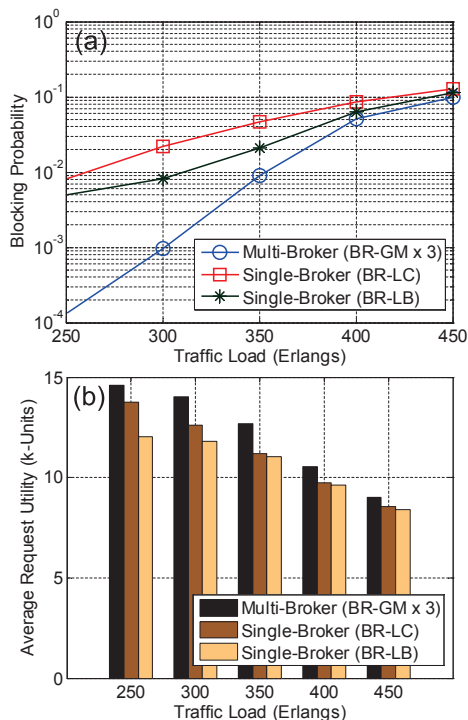 (a)
Blocking Probability
10^0
10^-1
10^-2
10^-3
10^-4
250 300 350 400 450
Traffic Load (Erlangs)
Multi-Broker (BR-GM x 3)
Single-Broker (BR-LC)
Single-Broker (BR-LB)
(b)
Average Request Utility (k-Units)
15
10
5
0
250 300 350 400 450
Traffic Load (Erlangs)
Multi-Broker (BR-GM x 3)
Single-Broker (BR-LC)
Single-Broker (BR-LB)